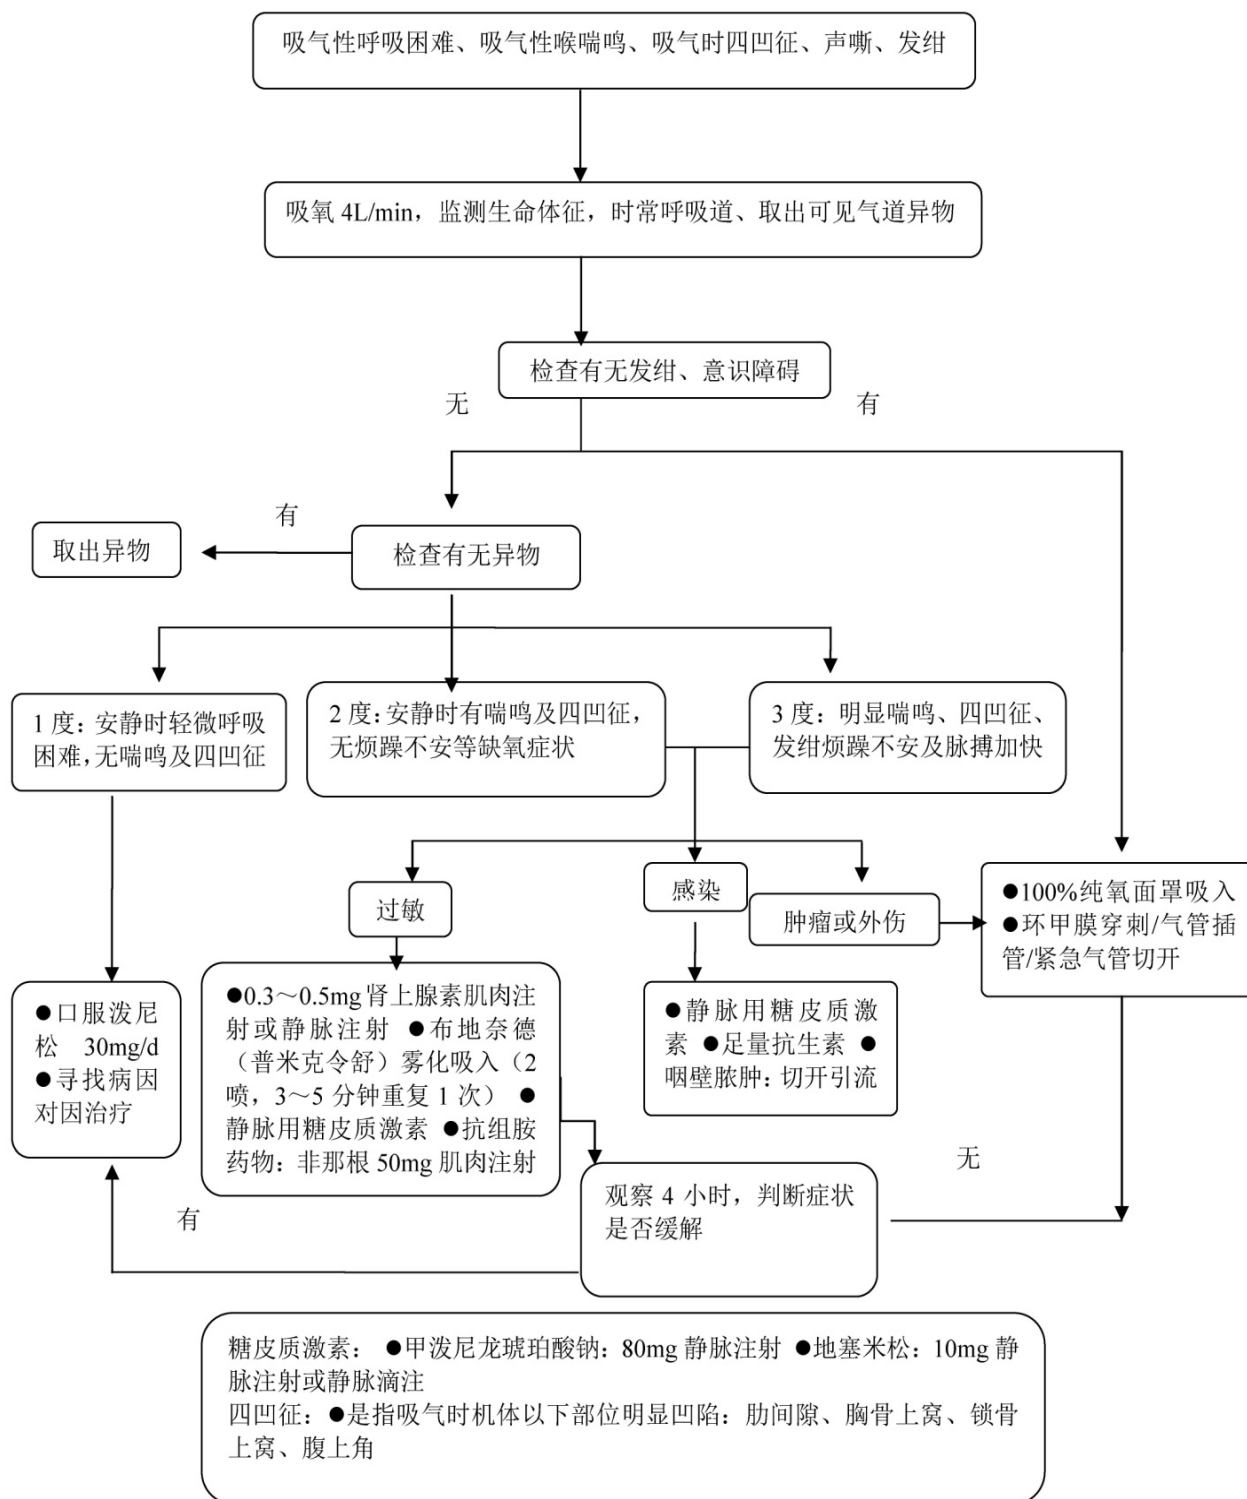 吸气性呼吸困难、吸气性喉喘鸣、吸气时四凹征、声嘶、发绀
吸氧 4L/min，监测生命体征，时常呼吸道、取出可见气道异物
检查有无发绀、意识障碍
无
有
有
取出异物
检查有无异物
1 度：安静时轻微呼吸
困难，无喘鸣及四凹征
2 度：安静时有喘鸣及四凹征，
无烦躁不安等缺氧症状
3 度：明显喘鸣、四凹征、
发绀烦躁不安及脉搏加快
过敏
感染
肿瘤或外伤
●100%纯氧面罩吸入
●环甲膜穿刺/气管插
管/紧急气管切开
●口服泼尼
松 30mg/d
●寻找病因
对因治疗
●0.3～0.5mg 肾上腺素肌肉注
射或静脉注射 ●布地奈德
（普米克令舒）雾化吸入（2
喷，3～5 分钟重复 1 次） ●
静脉用糖皮质激素 ●抗组胺
药物：非那根 50mg 肌肉注射
●静脉用糖皮质激
素 ●足量抗生素 ●
咽壁脓肿：切开引流
无
观察 4 小时，判断症状
是否缓解
有
糖皮质激素： ●甲泼尼龙琥珀酸钠：80mg 静脉注射 ●地塞米松：10mg 静
脉注射或静脉滴注
四凹征：●是指吸气时机体以下部位明显凹陷：肋间隙、胸骨上窝、锁骨
上窝、腹上角